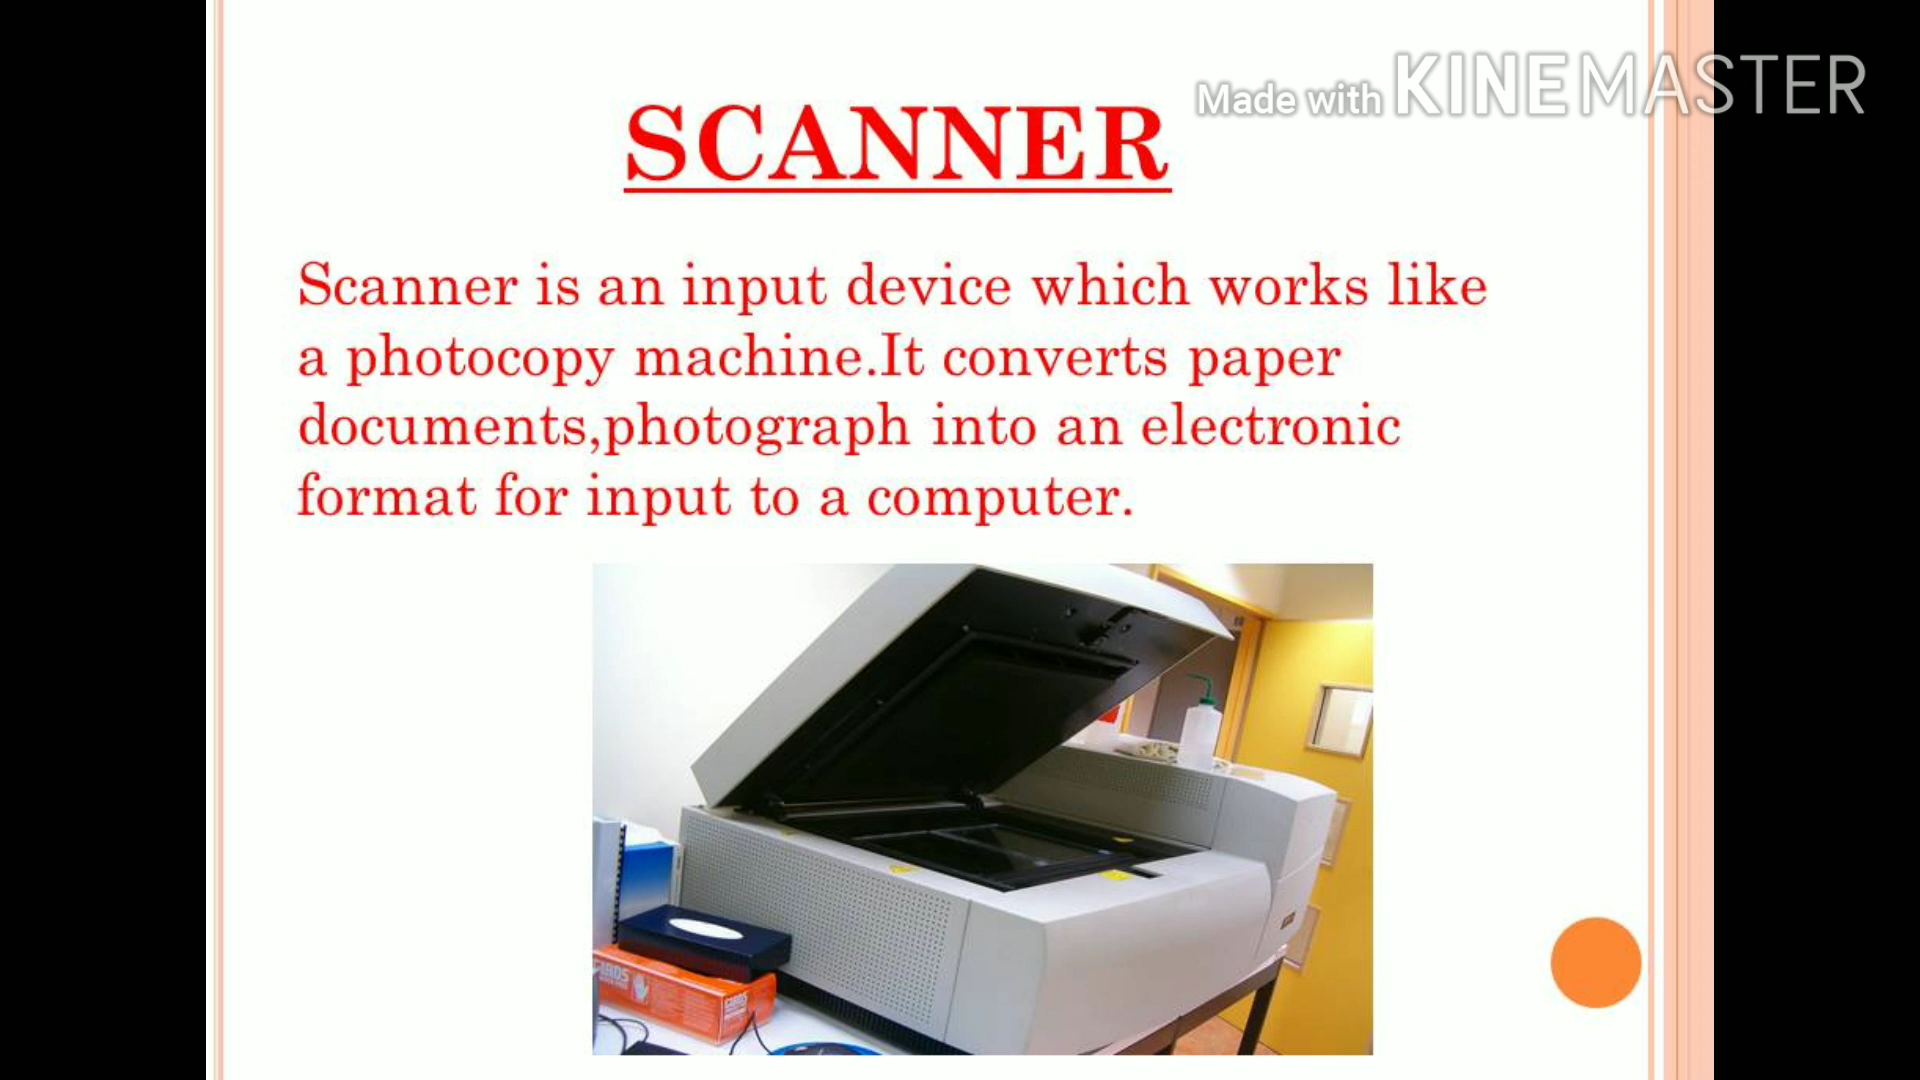 Made with KINEMASTER
SCANNER
Scanner is an input device which works like
a photocopy machine.It converts paper
documents,photograph into an electronic
format for input to a computer.